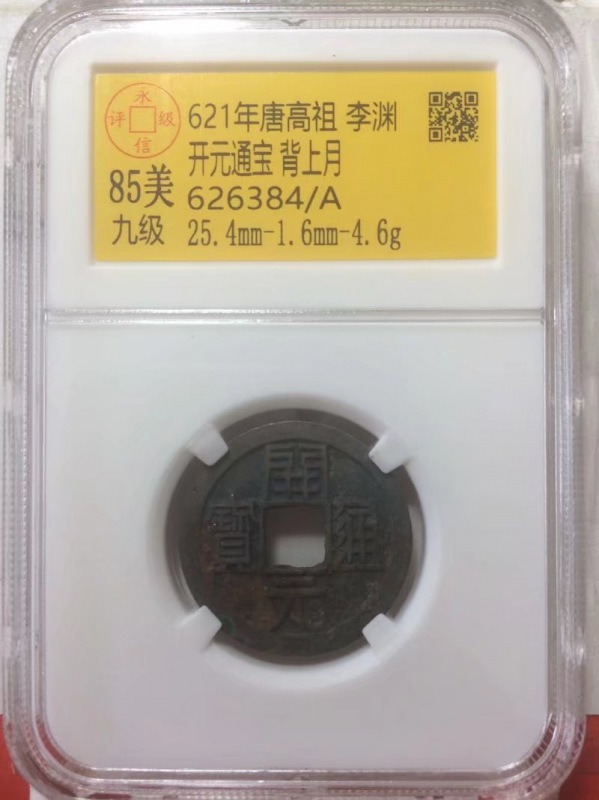 永信评级
621年唐高祖 李渊
开元通宝 背上月
85美 626384/A
九级 25.4mm-1.6mm-4.6g
開元通寳